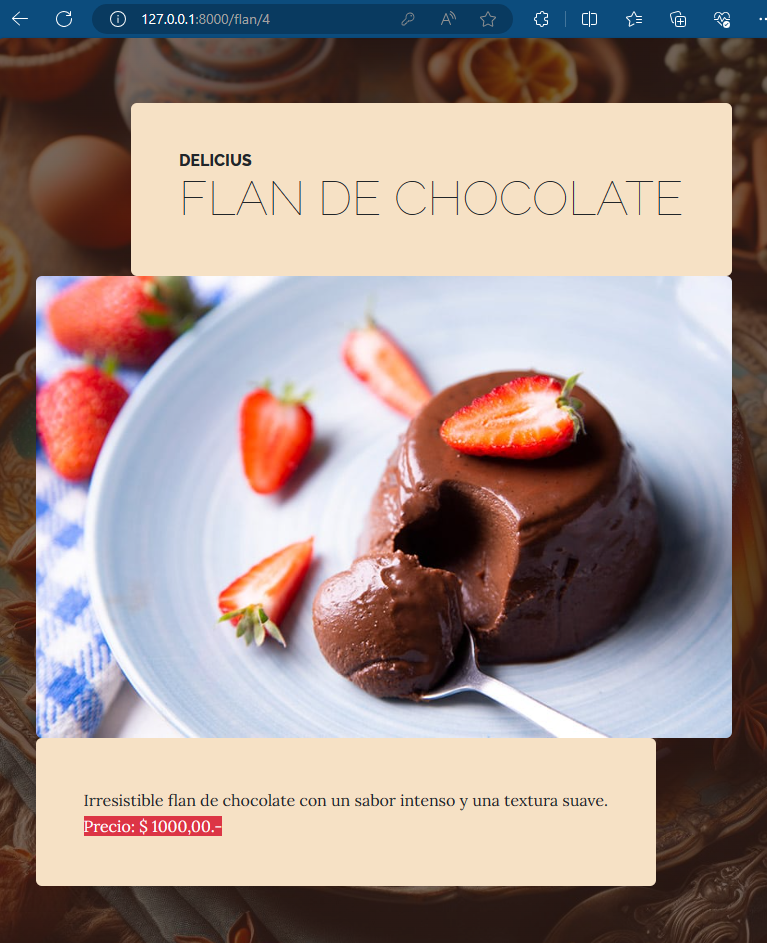 127.0.0.1:8000/flan/4
DELICIUS
FLAN DE CHOCOLATE
Irresistible flan de chocolate con un sabor intenso y una textura suave.
Precio: $ 1000,00.-